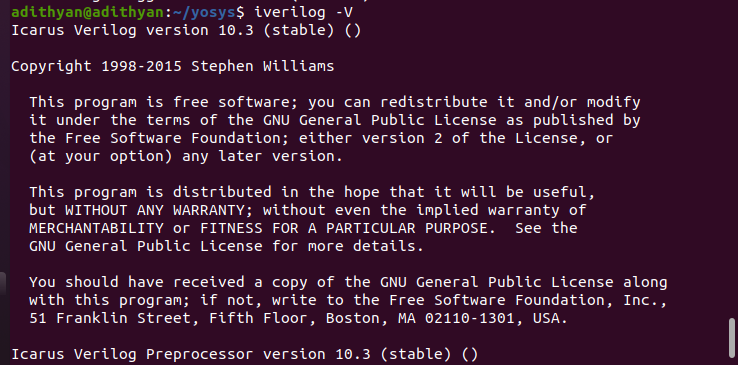 adithyan@adithyan:~/yosys$ iverilog -V
Icarus Verilog version 10.3 (stable) ()
Copyright 1998-2015 Stephen Williams
This program is free software; you can redistribute it and/or modify
it under the terms of the GNU General Public License as published by
the Free Software Foundation; either version 2 of the License, or
(at your option) any later version.
This program is distributed in the hope that it will be useful,
but WITHOUT ANY WARRANTY; without even the implied warranty of
MERCHANTABILITY or FITNESS FOR A PARTICULAR PURPOSE.  See the
GNU General Public License for more details.
You should have received a copy of the GNU General Public License along
with this program; if not, write to the Free Software Foundation, Inc.,
51 Franklin Street, Fifth Floor, Boston, MA 02110-1301, USA.
Icarus Verilog Preprocessor version 10.3 (stable) ()